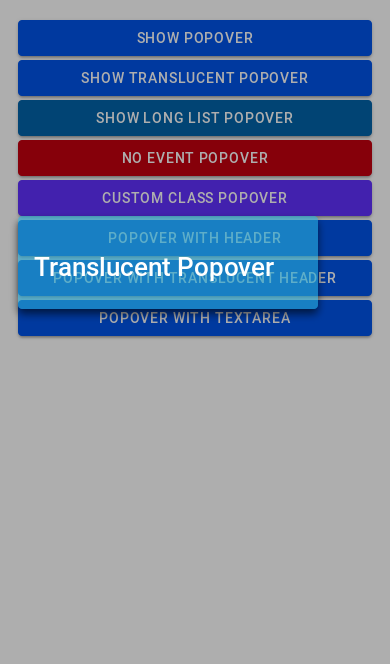 SHOW POPOVER
SHOW TRANSLUCENT POPOVER
SHOW LONG LIST POPOVER
NO EVENT POPOVER
CUSTOM CLASS POPOVER
POPOVER WITH HEADER
Translucent Popover
POPOVER WITH TRANSLUCENT HEADER
POPOVER WITH TEXTAREA